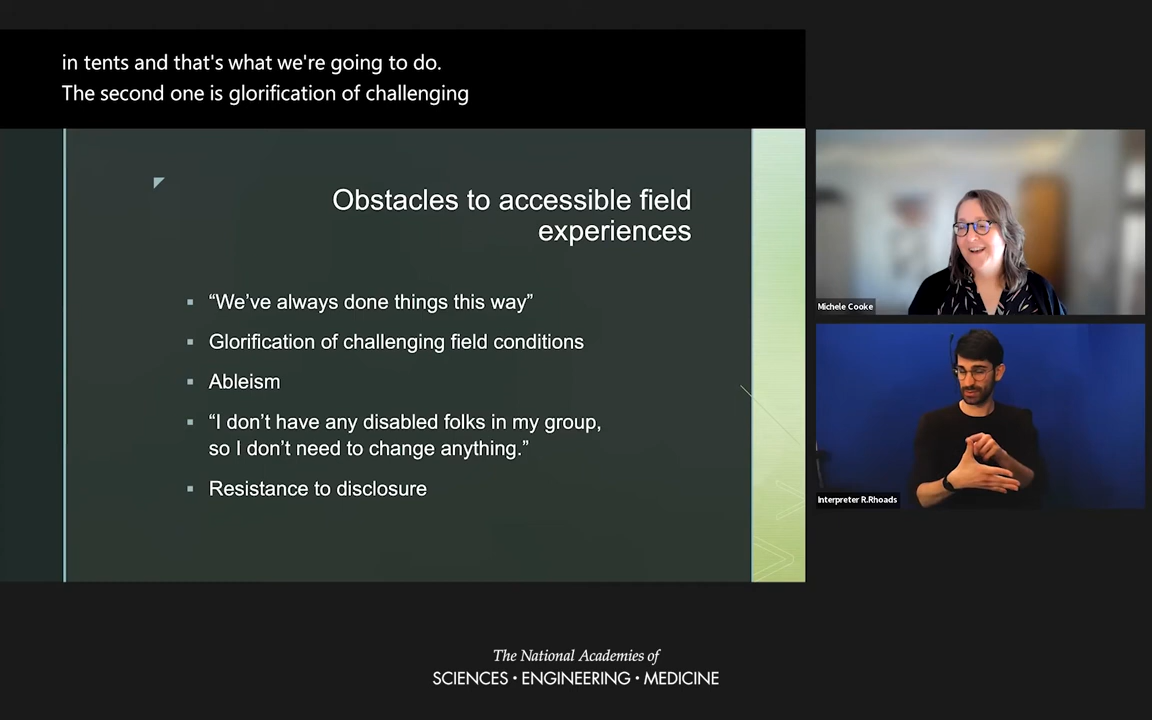 in tents and that's what we're going to do.
The second one is glorification of challenging
Obstacles to accessible field
experiences
▪ “We’ve always done things this way”
▪ Glorification of challenging field conditions
▪ Ableism
▪ “I don’t have any disabled folks in my group,
so I don’t need to change anything.”
▪ Resistance to disclosure
Michele Cooke
Interpreter R.Rhoads
The National Academies of
SCIENCES • ENGINEERING • MEDICINE